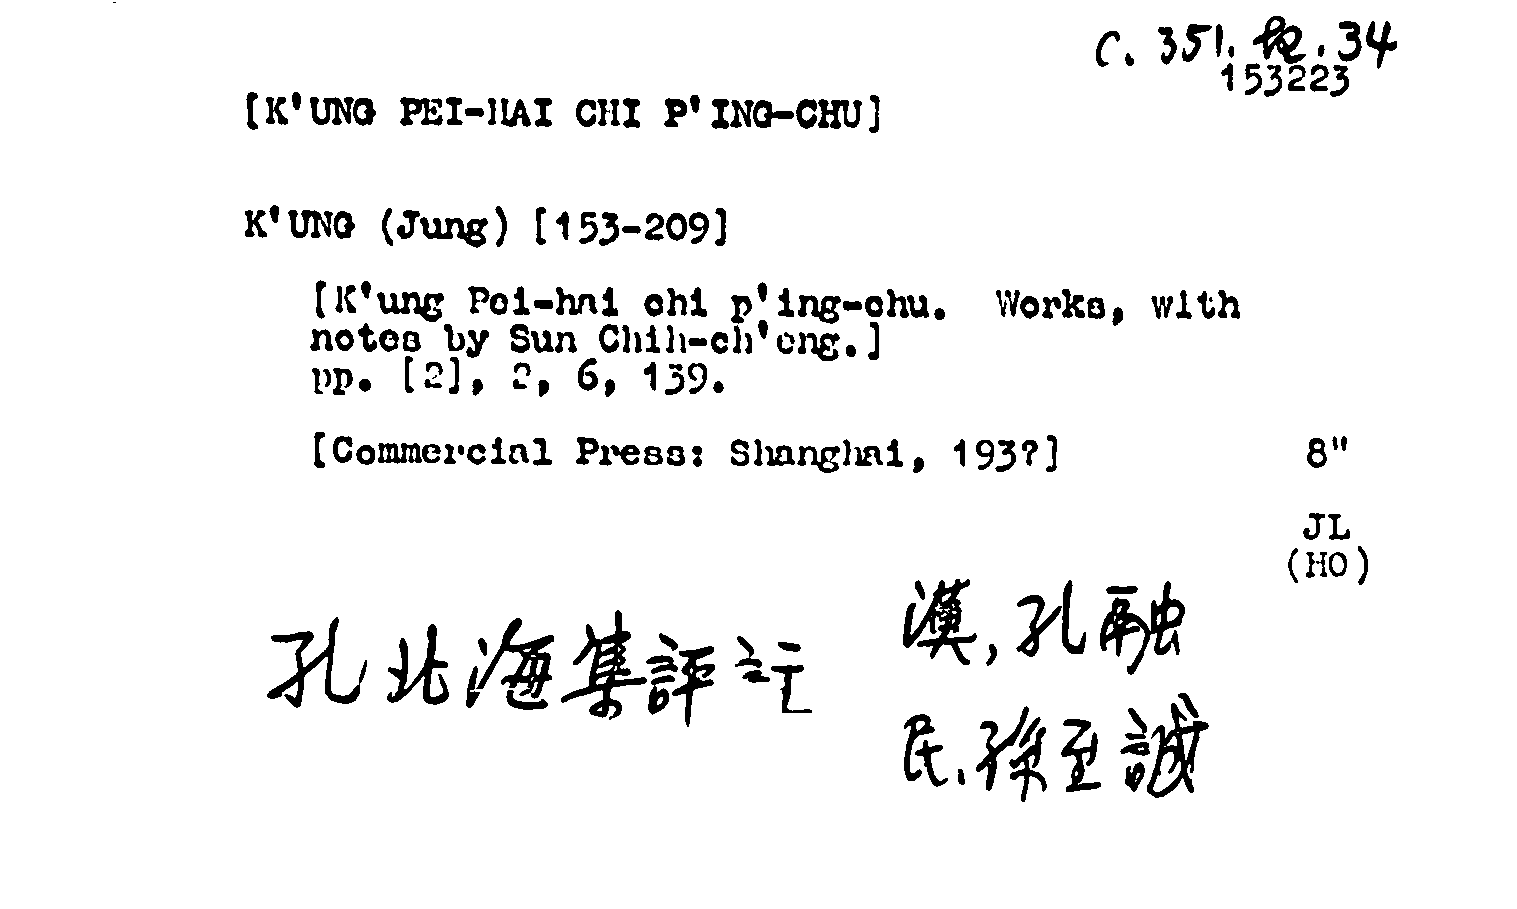 C. 351. 地. 34
153223
[K'UNG PEI-HAI CHI P'ING-CHU]
K'UNG (Jung) [153-209]
[K'ung Pei-hai chi p'ing-chu. Works, with
notes by Sun Chih-ch'eng.]
pp. [2], 2, 6, 139.
[Commercial Press: Shanghai, 193?] 8"
JL
(HO)
漢,孔融
孔北海集評註
民.孫至誠